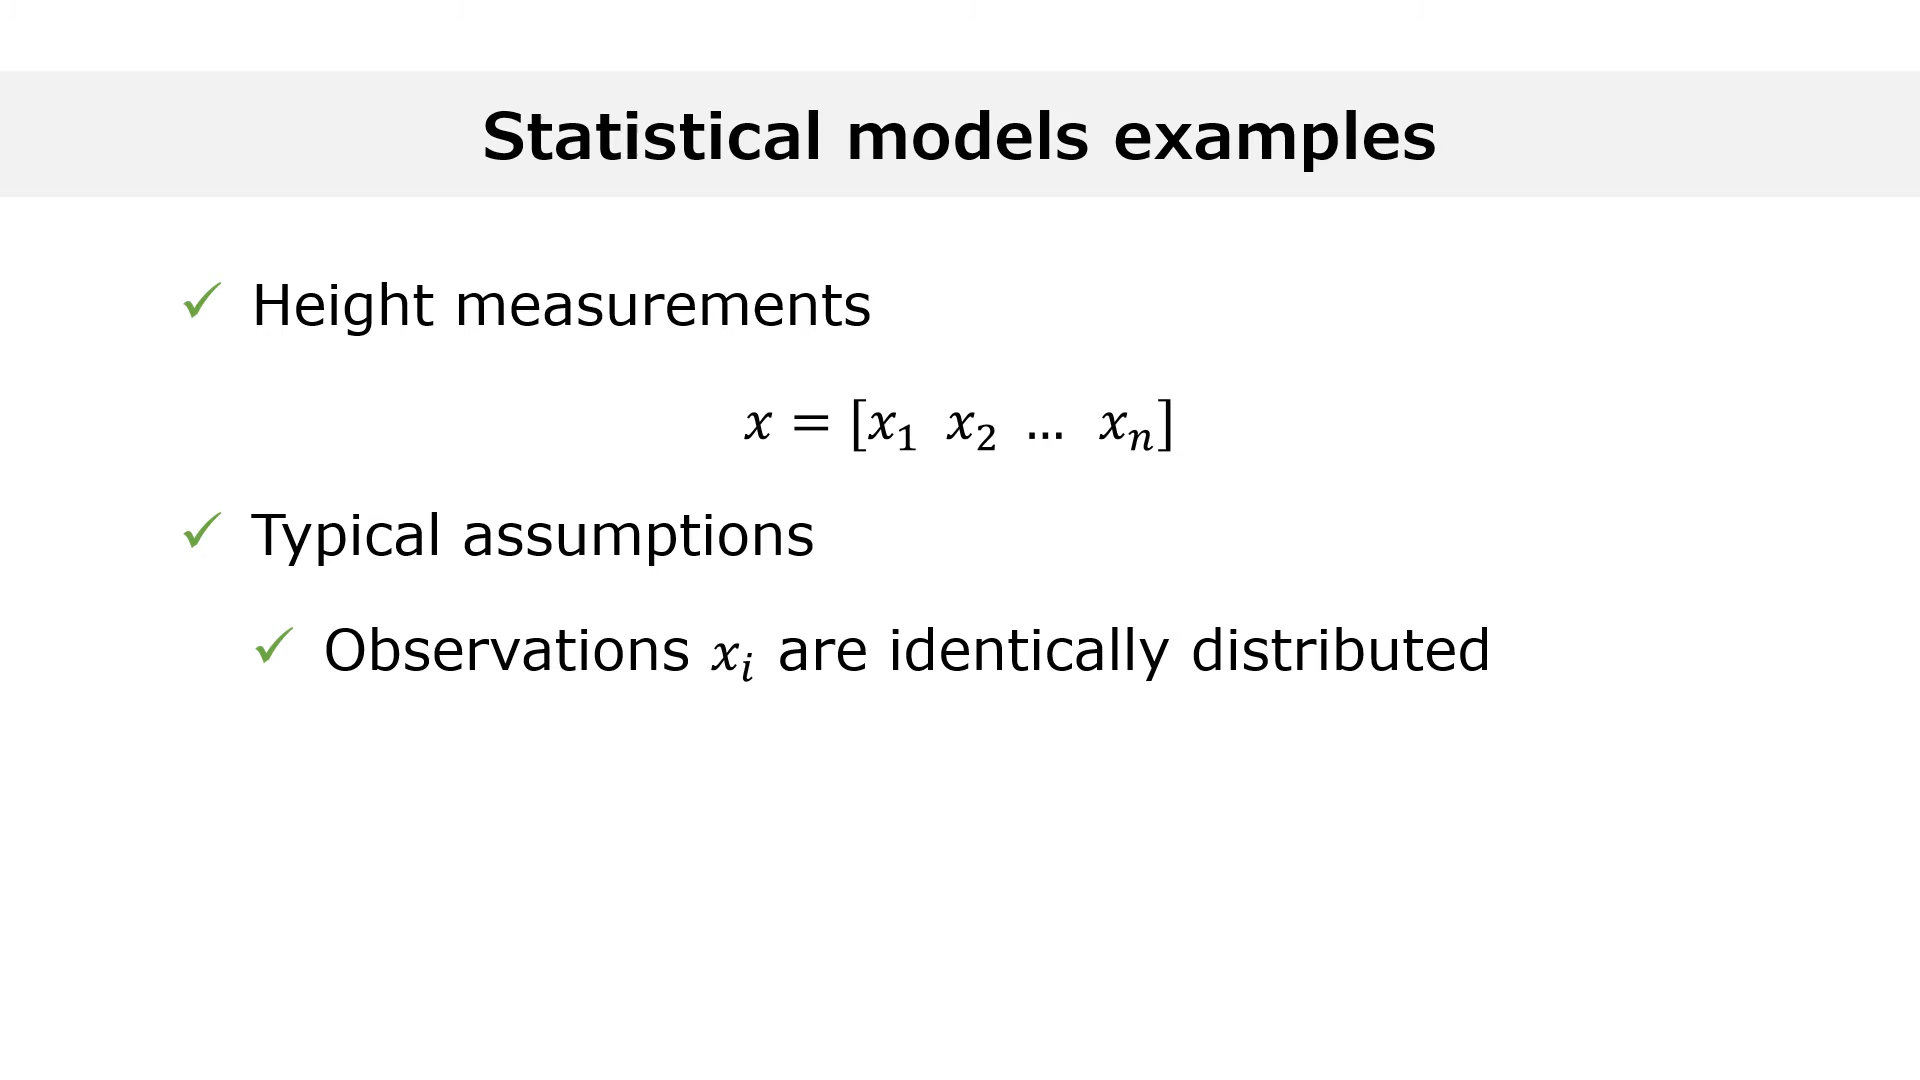 Statistical models examples
✓ Height measurements
x = [x₁ x₂ … xₙ]
✓ Typical assumptions
✓ Observations xᵢ are identically distributed